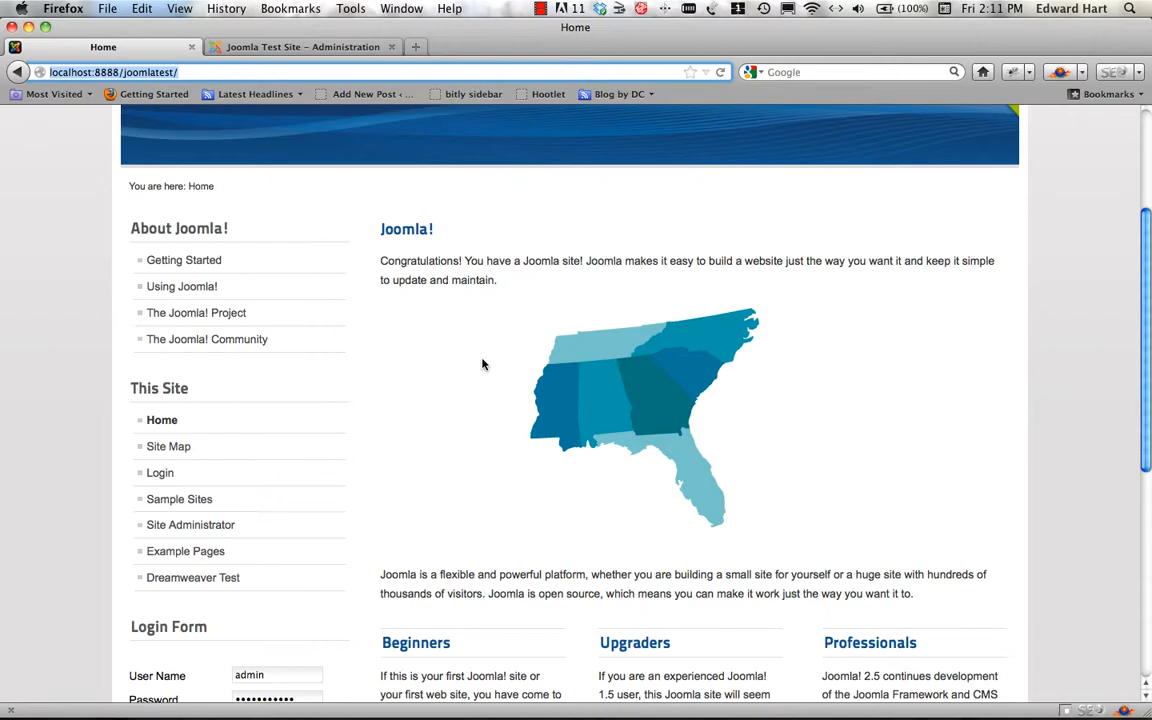 Firefox File Edit View History Bookmarks Tools Window Help 11 1 (100%) Fri 2:11 PM Edward Hart
Home
Home Joomla Test Site - Administration
localhost:8888/joomlatest/ Google SEO
Most Visited Getting Started Latest Headlines Add New Post ‹ ... bitly sidebar Hootlet Blog by DC Bookmarks
You are here: Home
About Joomla!
Getting Started
Using Joomla!
The Joomla! Project
The Joomla! Community
This Site
Home
Site Map
Login
Sample Sites
Site Administrator
Example Pages
Dreamweaver Test
Login Form
User Name admin
Password
Joomla!
Congratulations! You have a Joomla site! Joomla makes it easy to build a website just the way you want it and keep it simple
to update and maintain.
Joomla is a flexible and powerful platform, whether you are building a small site for yourself or a huge site with hundreds of
thousands of visitors. Joomla is open source, which means you can make it work just the way you want it to.
Beginners
If this is your first Joomla! site or
your first web site, you have come to
Upgraders
If you are an experienced Joomla!
1.5 user, this Joomla site will seem
Professionals
Joomla! 2.5 continues development
of the Joomla Framework and CMS
SEO